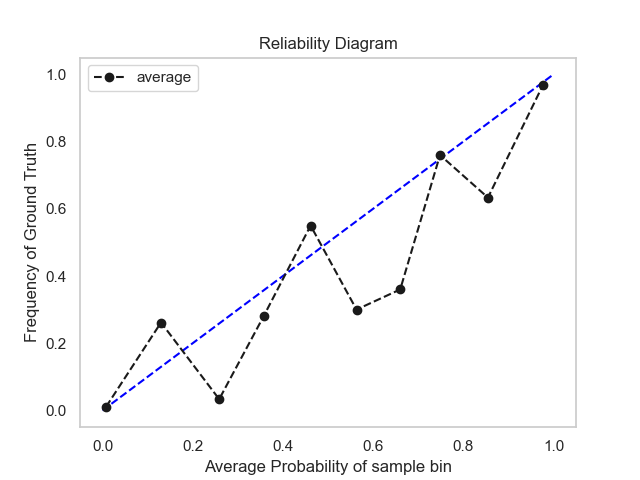 Reliability Diagram
average
Frequency of Ground Truth
1.0
0.8
0.6
0.4
0.2
0.0
0.0 0.2 0.4 0.6 0.8 1.0
Average Probability of sample bin